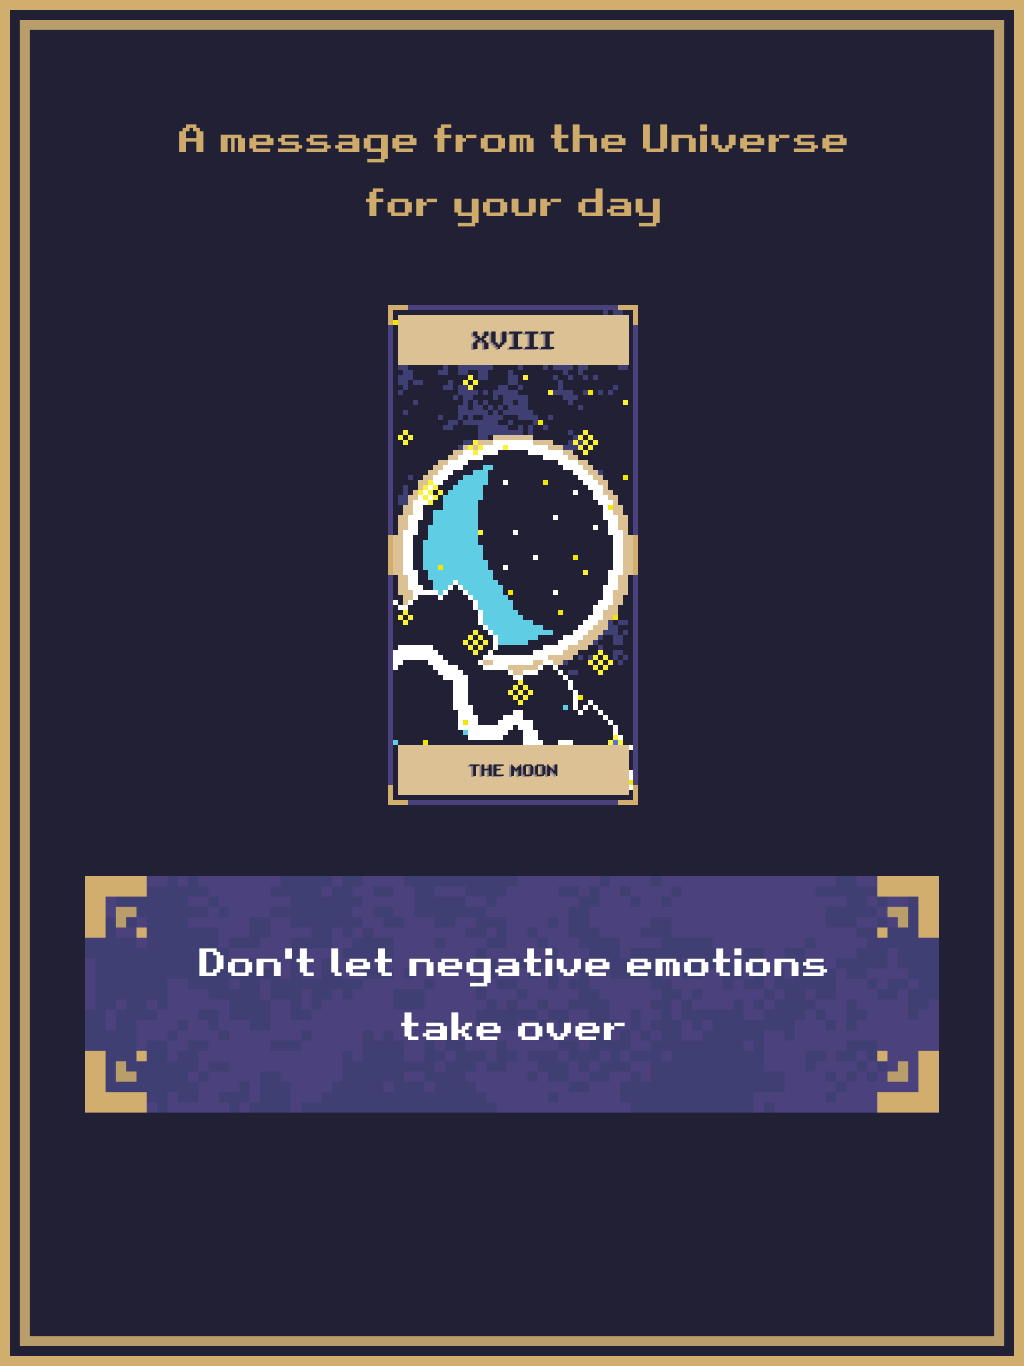 A message from the Universe
for your day
XVIII
THE MOON
Don't let negative emotions
take over